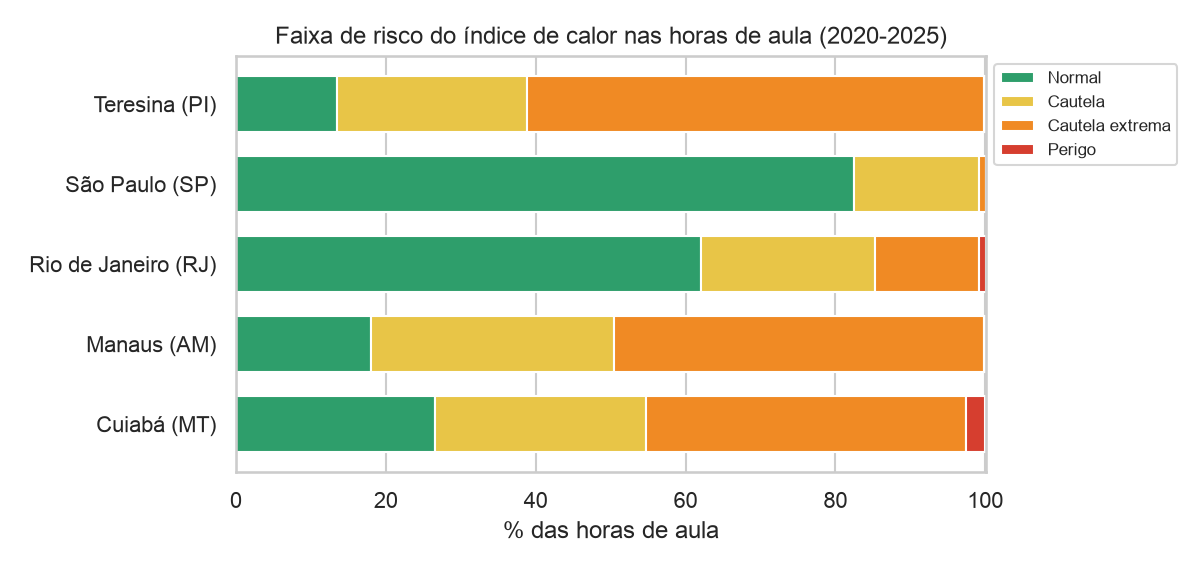 Faixa de risco do índice de calor nas horas de aula (2020-2025)
Normal
Cautela
Cautela extrema
Perigo
Teresina (PI)
São Paulo (SP)
Rio de Janeiro (RJ)
Manaus (AM)
Cuiabá (MT)
0 20 40 60 80 100
% das horas de aula